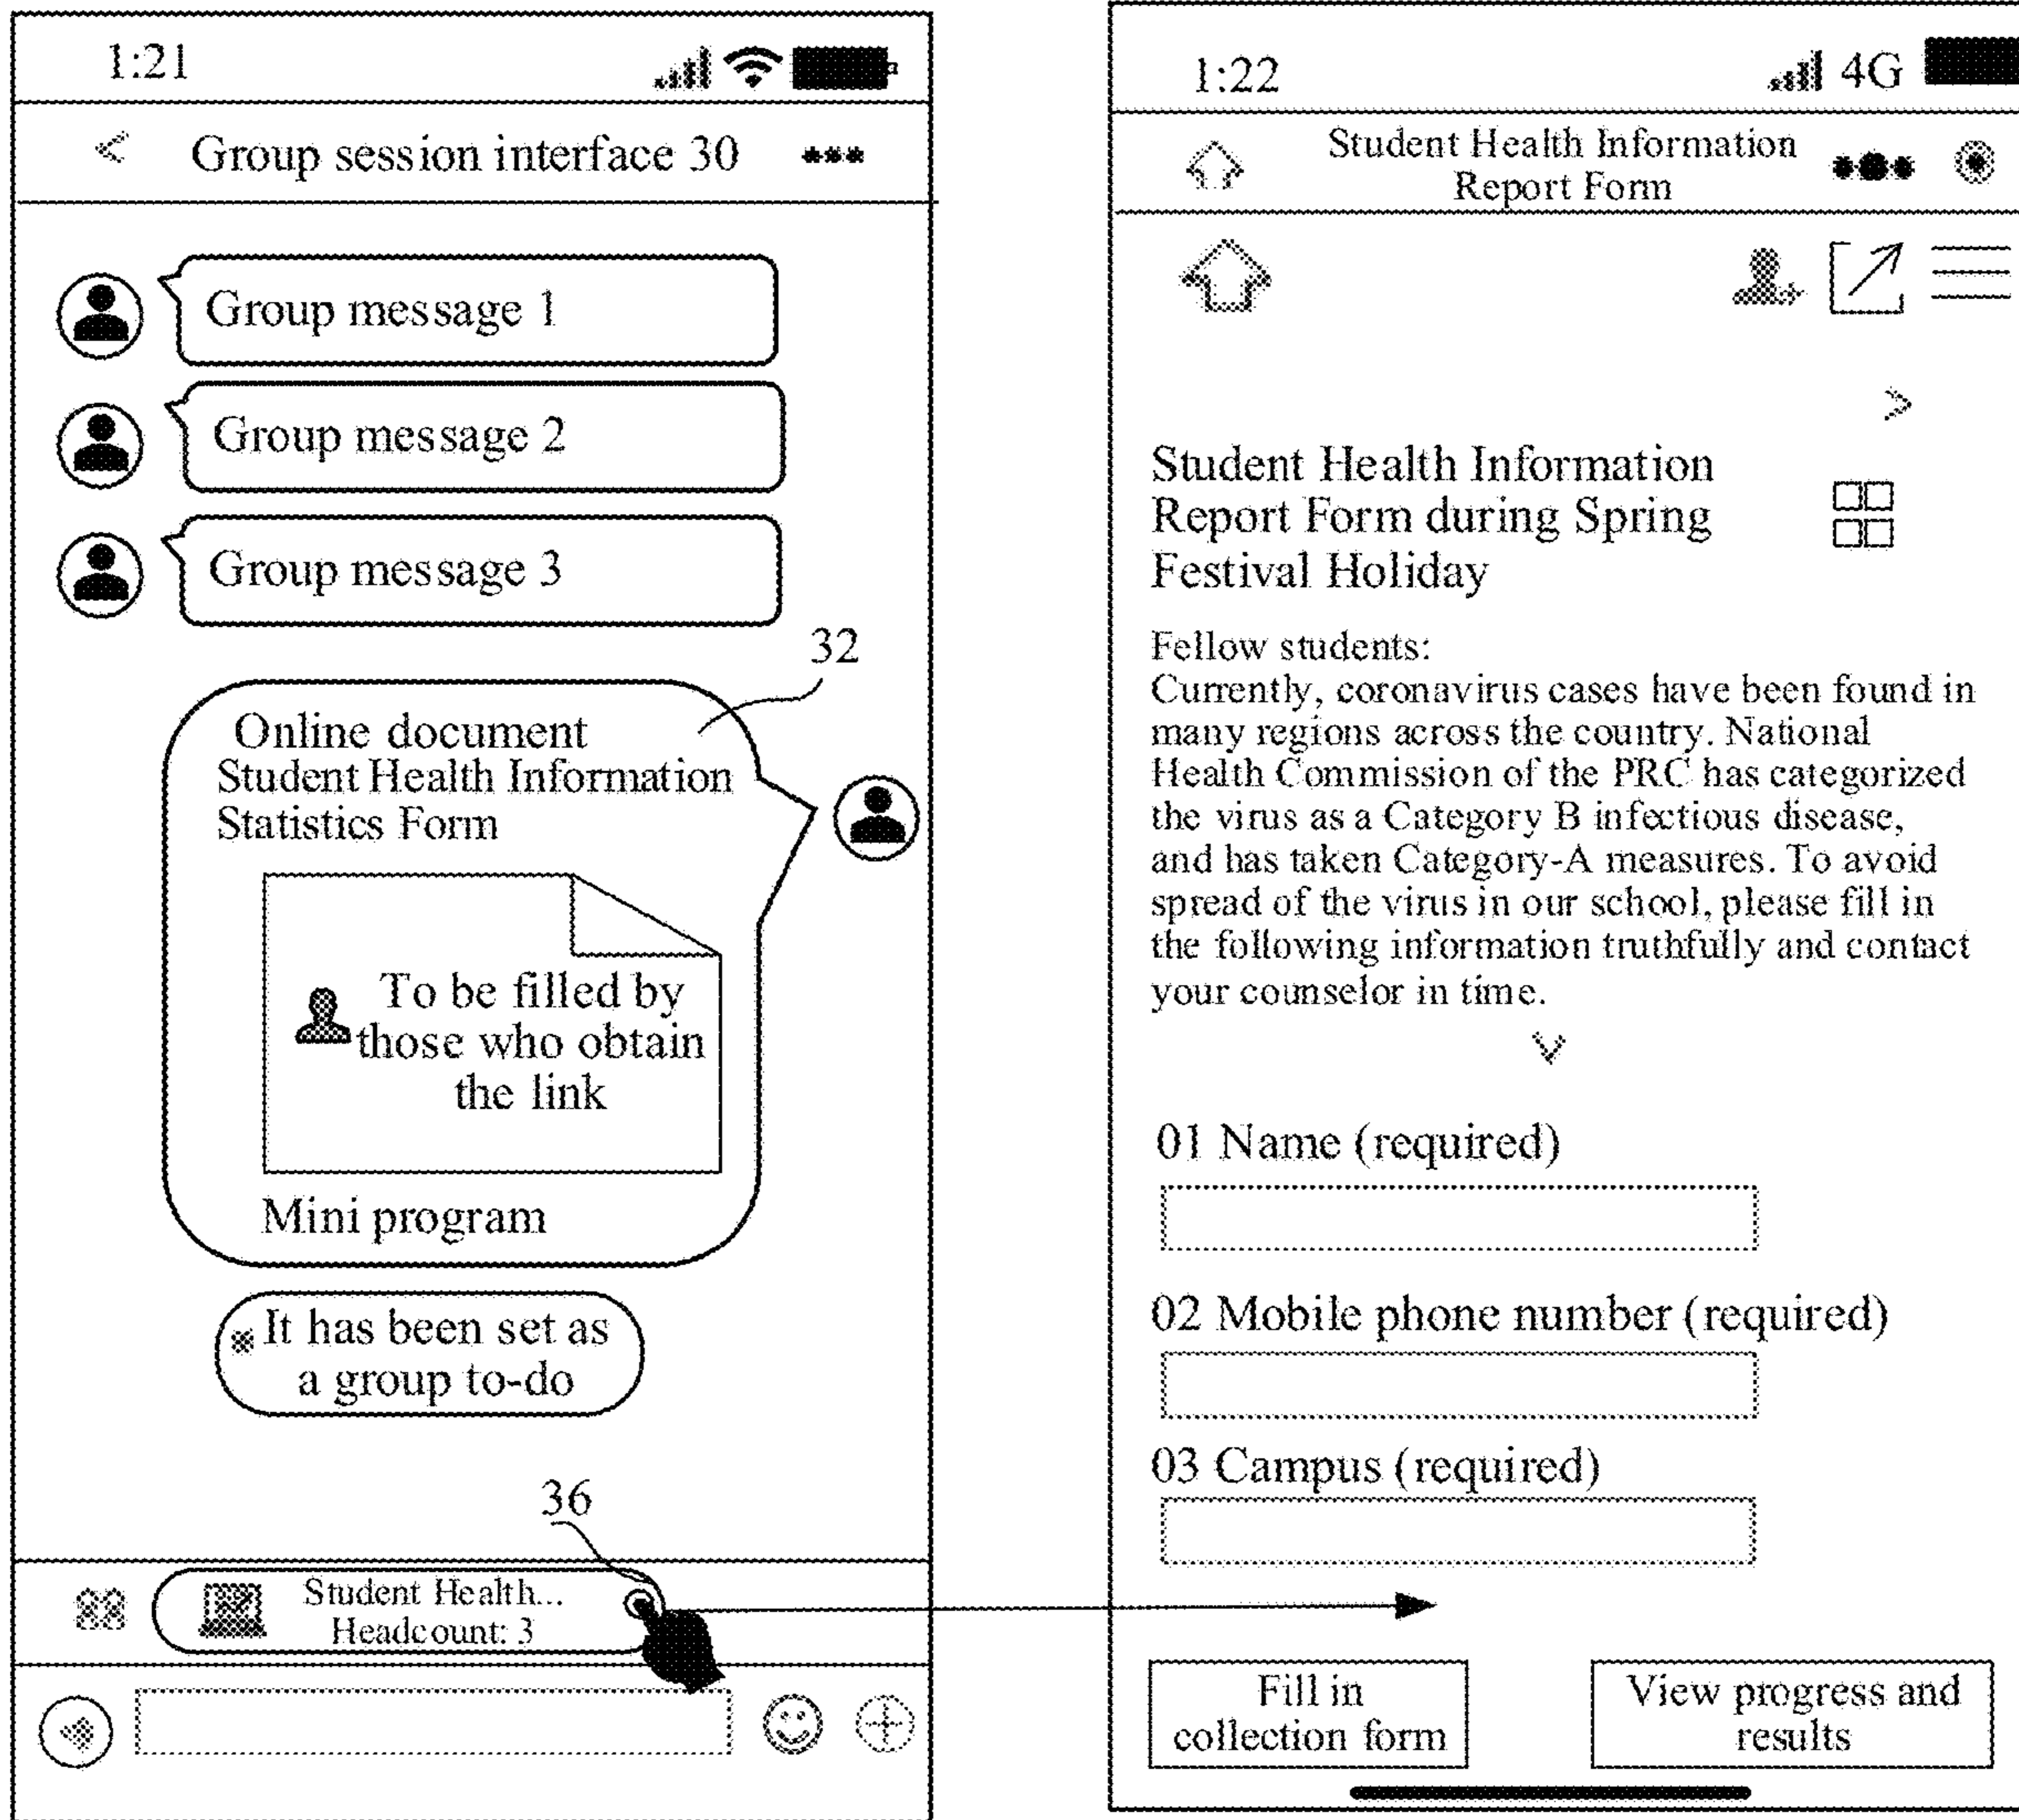 1:21
Group session interface 30
Group message 1
Group message 2
Group message 3
32
Online document
Student Health Information
Statistics Form
To be filled by
those who obtain
the link
Mini program
It has been set as
a group to-do
36
Student Health...
Headcount: 3
1:22
4G
Student Health Information
Report Form
Student Health Information
Report Form during Spring
Festival Holiday
Fellow students:
Currently, coronavirus cases have been found in
many regions across the country. National
Health Commission of the PRC has categorized
the virus as a Category B infectious disease,
and has taken Category-A measures. To avoid
spread of the virus in our school, please fill in
the following information truthfully and contact
your counselor in time.
01 Name (required)
02 Mobile phone number (required)
03 Campus (required)
Fill in
collection form
View progress and
results